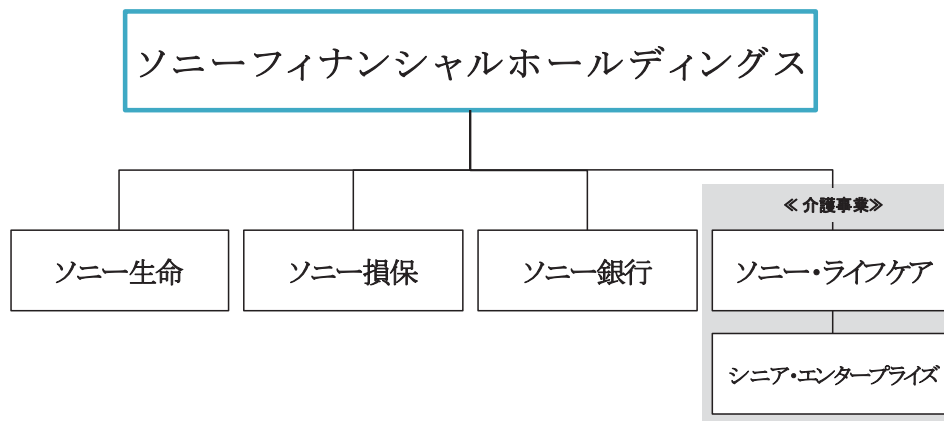 ソニーフィナンシャルホールディングス
≪ 介護事業≫
ソニー生命
ソニー損保
ソニー銀行
ソニー・ライフケア
シニア・エンタープライズ